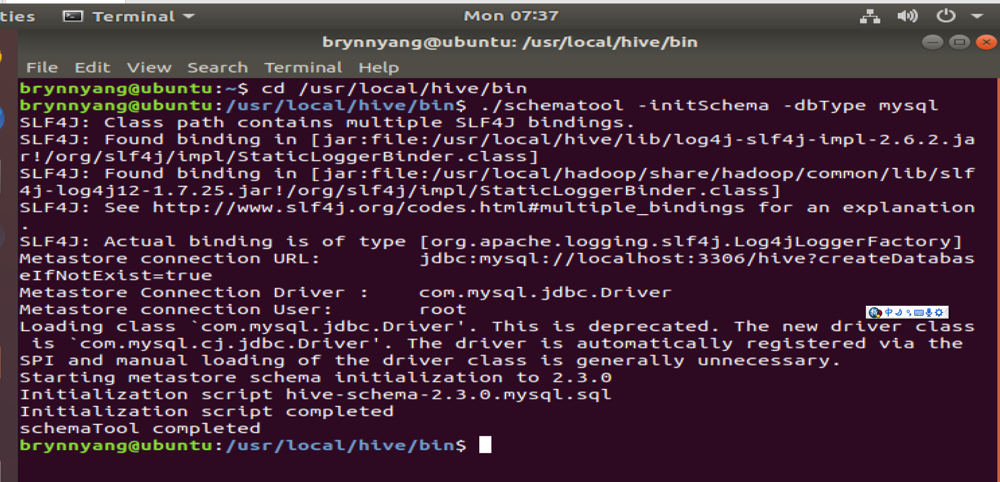 ties Terminal Mon 07:37
brynnyang@ubuntu: /usr/local/hive/bin
File Edit View Search Terminal Help
brynnyang@ubuntu:~$ cd /usr/local/hive/bin
brynnyang@ubuntu:/usr/local/hive/bin$ ./schematool -initSchema -dbType mysql
SLF4J: Class path contains multiple SLF4J bindings.
SLF4J: Found binding in [jar:file:/usr/local/hive/lib/log4j-slf4j-impl-2.6.2.ja
r!/org/slf4j/impl/StaticLoggerBinder.class]
SLF4J: Found binding in [jar:file:/usr/local/hadoop/share/hadoop/common/lib/slf
4j-log4j12-1.7.25.jar!/org/slf4j/impl/StaticLoggerBinder.class]
SLF4J: See http://www.slf4j.org/codes.html#multiple_bindings for an explanation
.
SLF4J: Actual binding is of type [org.apache.logging.slf4j.Log4jLoggerFactory]
Metastore connection URL: jdbc:mysql://localhost:3306/hive?createDatabas
eIfNotExist=true
Metastore Connection Driver : com.mysql.jdbc.Driver
Metastore connection User: root
拼 中
Loading class `com.mysql.jdbc.Driver'. This is deprecated. The new driver class
 is `com.mysql.cj.jdbc.Driver'. The driver is automatically registered via the
SPI and manual loading of the driver class is generally unnecessary.
Starting metastore schema initialization to 2.3.0
Initialization script hive-schema-2.3.0.mysql.sql
Initialization script completed
schemaTool completed
brynnyang@ubuntu:/usr/local/hive/bin$